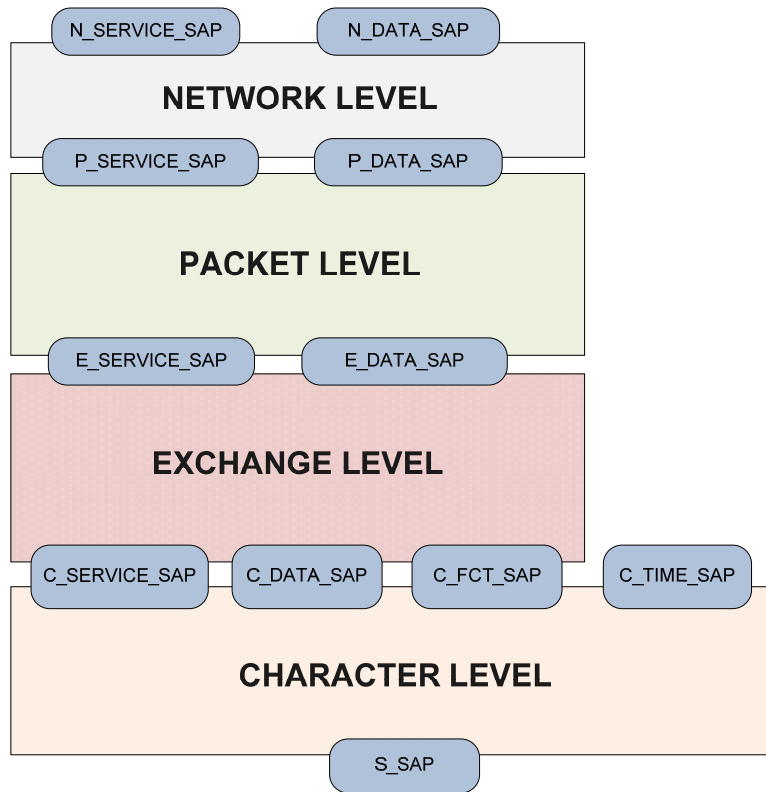 N_SERVICE_SAP
N_DATA_SAP
NETWORK LEVEL
P_SERVICE_SAP
P_DATA_SAP
PACKET LEVEL
E_SERVICE_SAP
E_DATA_SAP
EXCHANGE LEVEL
C_SERVICE_SAP
C_DATA_SAP
C_FCT_SAP
C_TIME_SAP
CHARACTER LEVEL
S_SAP